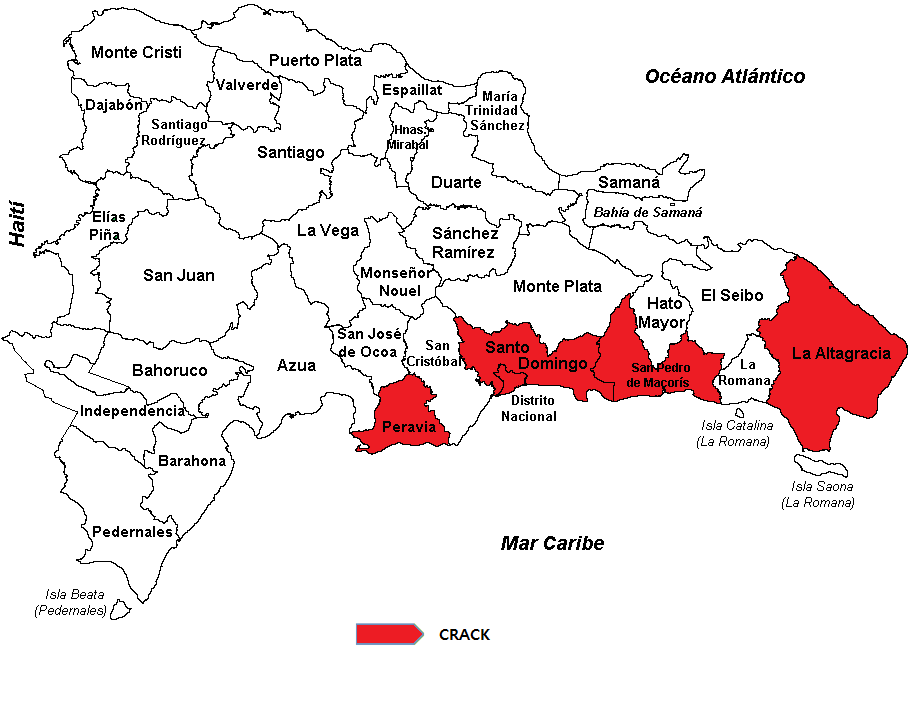 Monte Cristi
Puerto Plata
Océano Atlántico
Valverde
Espaillat
Dajabón
María
Trinidad
Sánchez
Santiago
Rodríguez
Hnas.
Mirabal
Santiago
Duarte
Samaná
Bahía de Samaná
Haití
Elías
Piña
La Vega
Sánchez
Ramírez
San Juan
Monseñor
Nouel
Monte Plata
El Seibo
Hato
Mayor
San José
de Ocoa
San
Cristóbal
Santo
Domingo
La Altagracia
Azua
Bahoruco
San Pedro
de Macorís
La
Romana
Independencia
Distrito
Nacional
Peravia
Isla Catalina
(La Romana)
Barahona
Isla Saona
(La Romana)
Pedernales
Mar Caribe
Isla Beata
(Pedernales)
CRACK